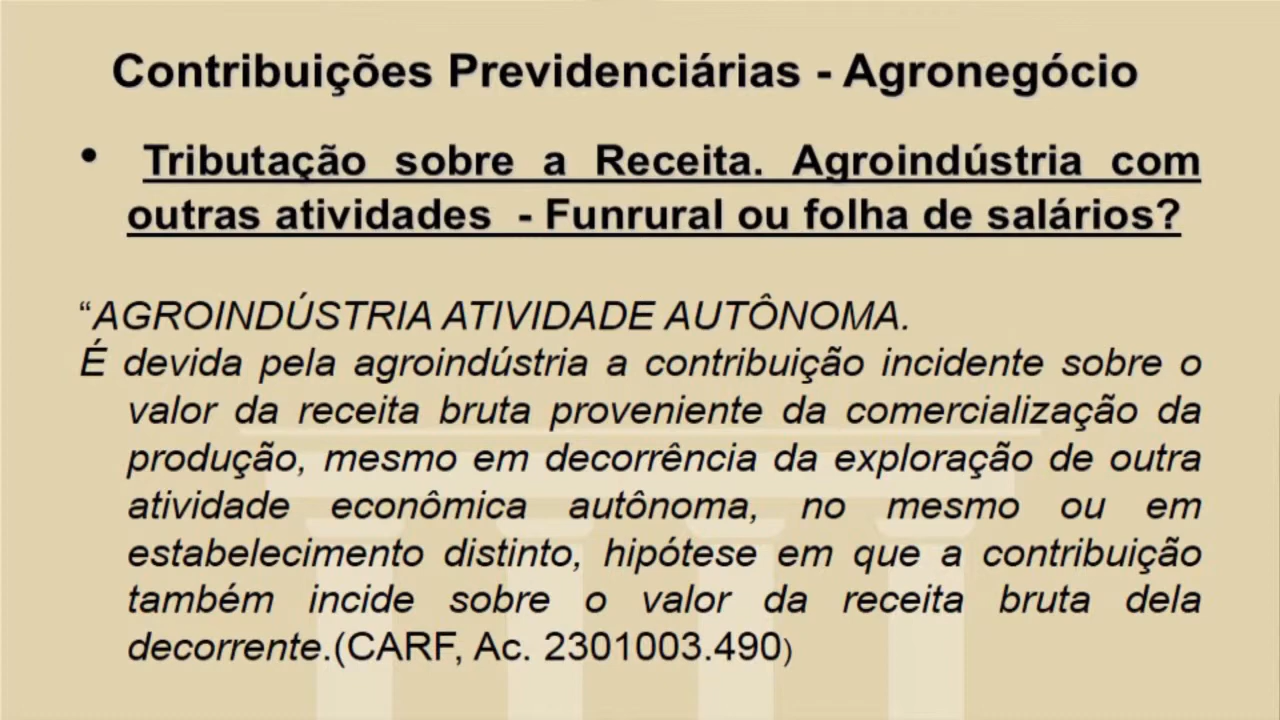 Contribuições Previdenciárias - Agronegócio
• Tributação sobre a Receita. Agroindústria com
outras atividades - Funrural ou folha de salários?
“AGROINDÚSTRIA ATIVIDADE AUTÔNOMA.
É devida pela agroindústria a contribuição incidente sobre o
valor da receita bruta proveniente da comercialização da
produção, mesmo em decorrência da exploração de outra
atividade econômica autônoma, no mesmo ou em
estabelecimento distinto, hipótese em que a contribuição
também incide sobre o valor da receita bruta dela
decorrente.(CARF, Ac. 2301003.490)